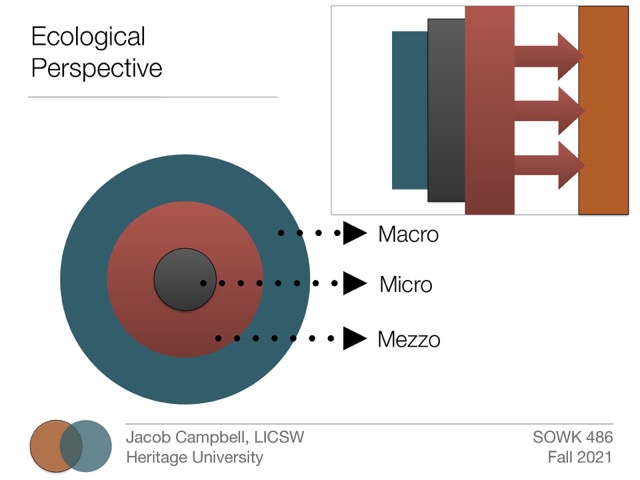 Ecological
Perspective
Macro
Micro
Mezzo
Jacob Campbell, LICSW
Heritage University
SOWK 486
Fall 2021